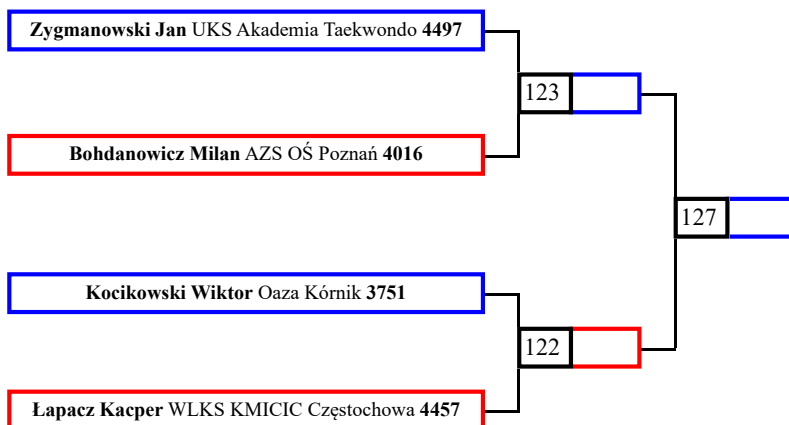 Zygmanowski Jan UKS Akademia Taekwondo 4497
123
Bohdanowicz Milan AZS OŚ Poznań 4016
127
Kocikowski Wiktor Oaza Kórnik 3751
122
Łapacz Kacper WLKS KMICIC Częstochowa 4457